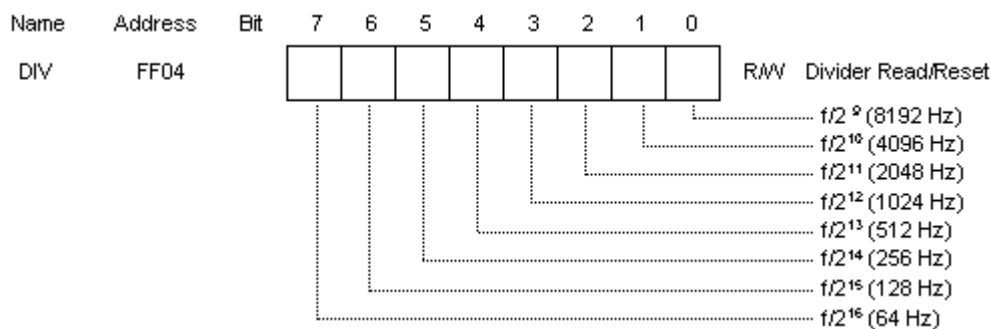 Name Address Bit 7 6 5 4 3 2 1 0
DIV FF04 R/W Divider Read/Reset
f/2⁹ (8192 Hz)
f/2¹⁰ (4096 Hz)
f/2¹¹ (2048 Hz)
f/2¹² (1024 Hz)
f/2¹³ (512 Hz)
f/2¹⁴ (256 Hz)
f/2¹⁵ (128 Hz)
f/2¹⁶ (64 Hz)